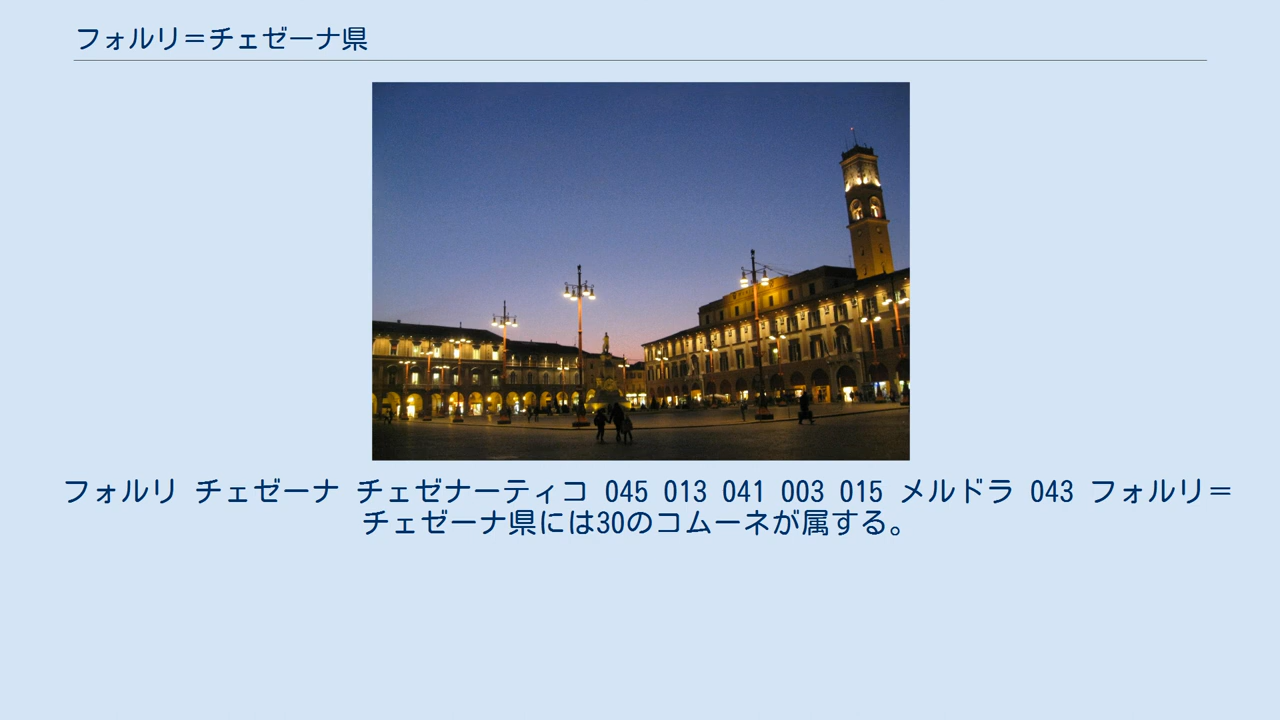 フォルリ＝チェゼーナ県
フォルリ チェゼーナ チェゼナーティコ 045 013 041 003 015 メルドラ 043 フォルリ＝
チェゼーナ県には30のコムーネが属する。